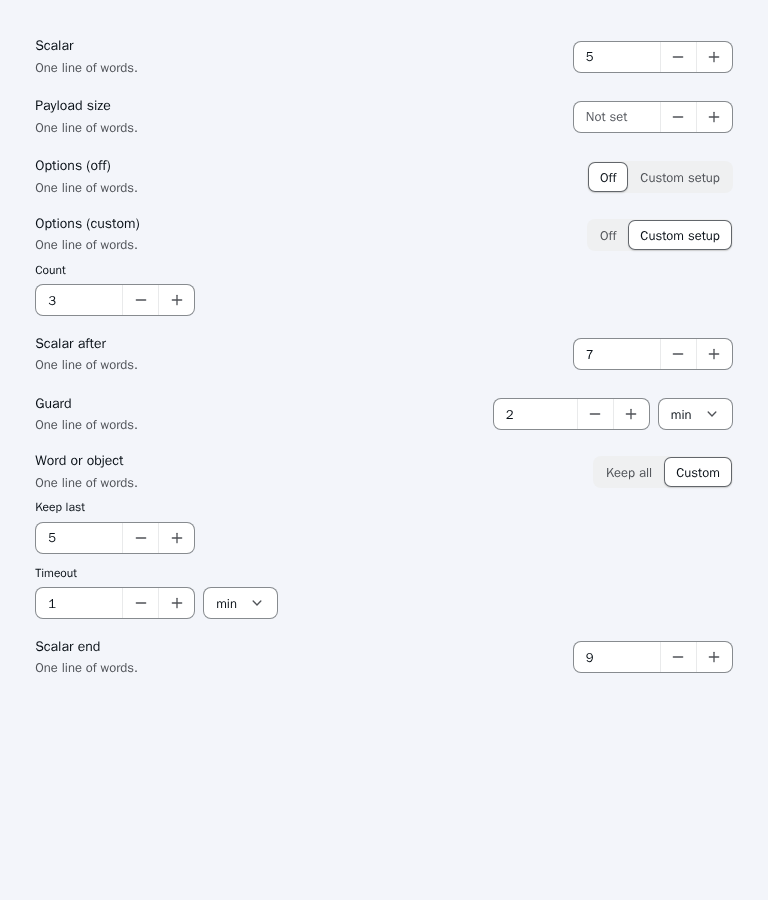 Scalar
One line of words.
5
Payload size
One line of words.
Not set
Options (off)
One line of words.
Off Custom setup
Options (custom)
One line of words.
Off Custom setup
Count
3
Scalar after
One line of words.
7
Guard
One line of words.
2 min
Word or object
One line of words.
Keep all Custom
Keep last
5
Timeout
1 min
Scalar end
One line of words.
9